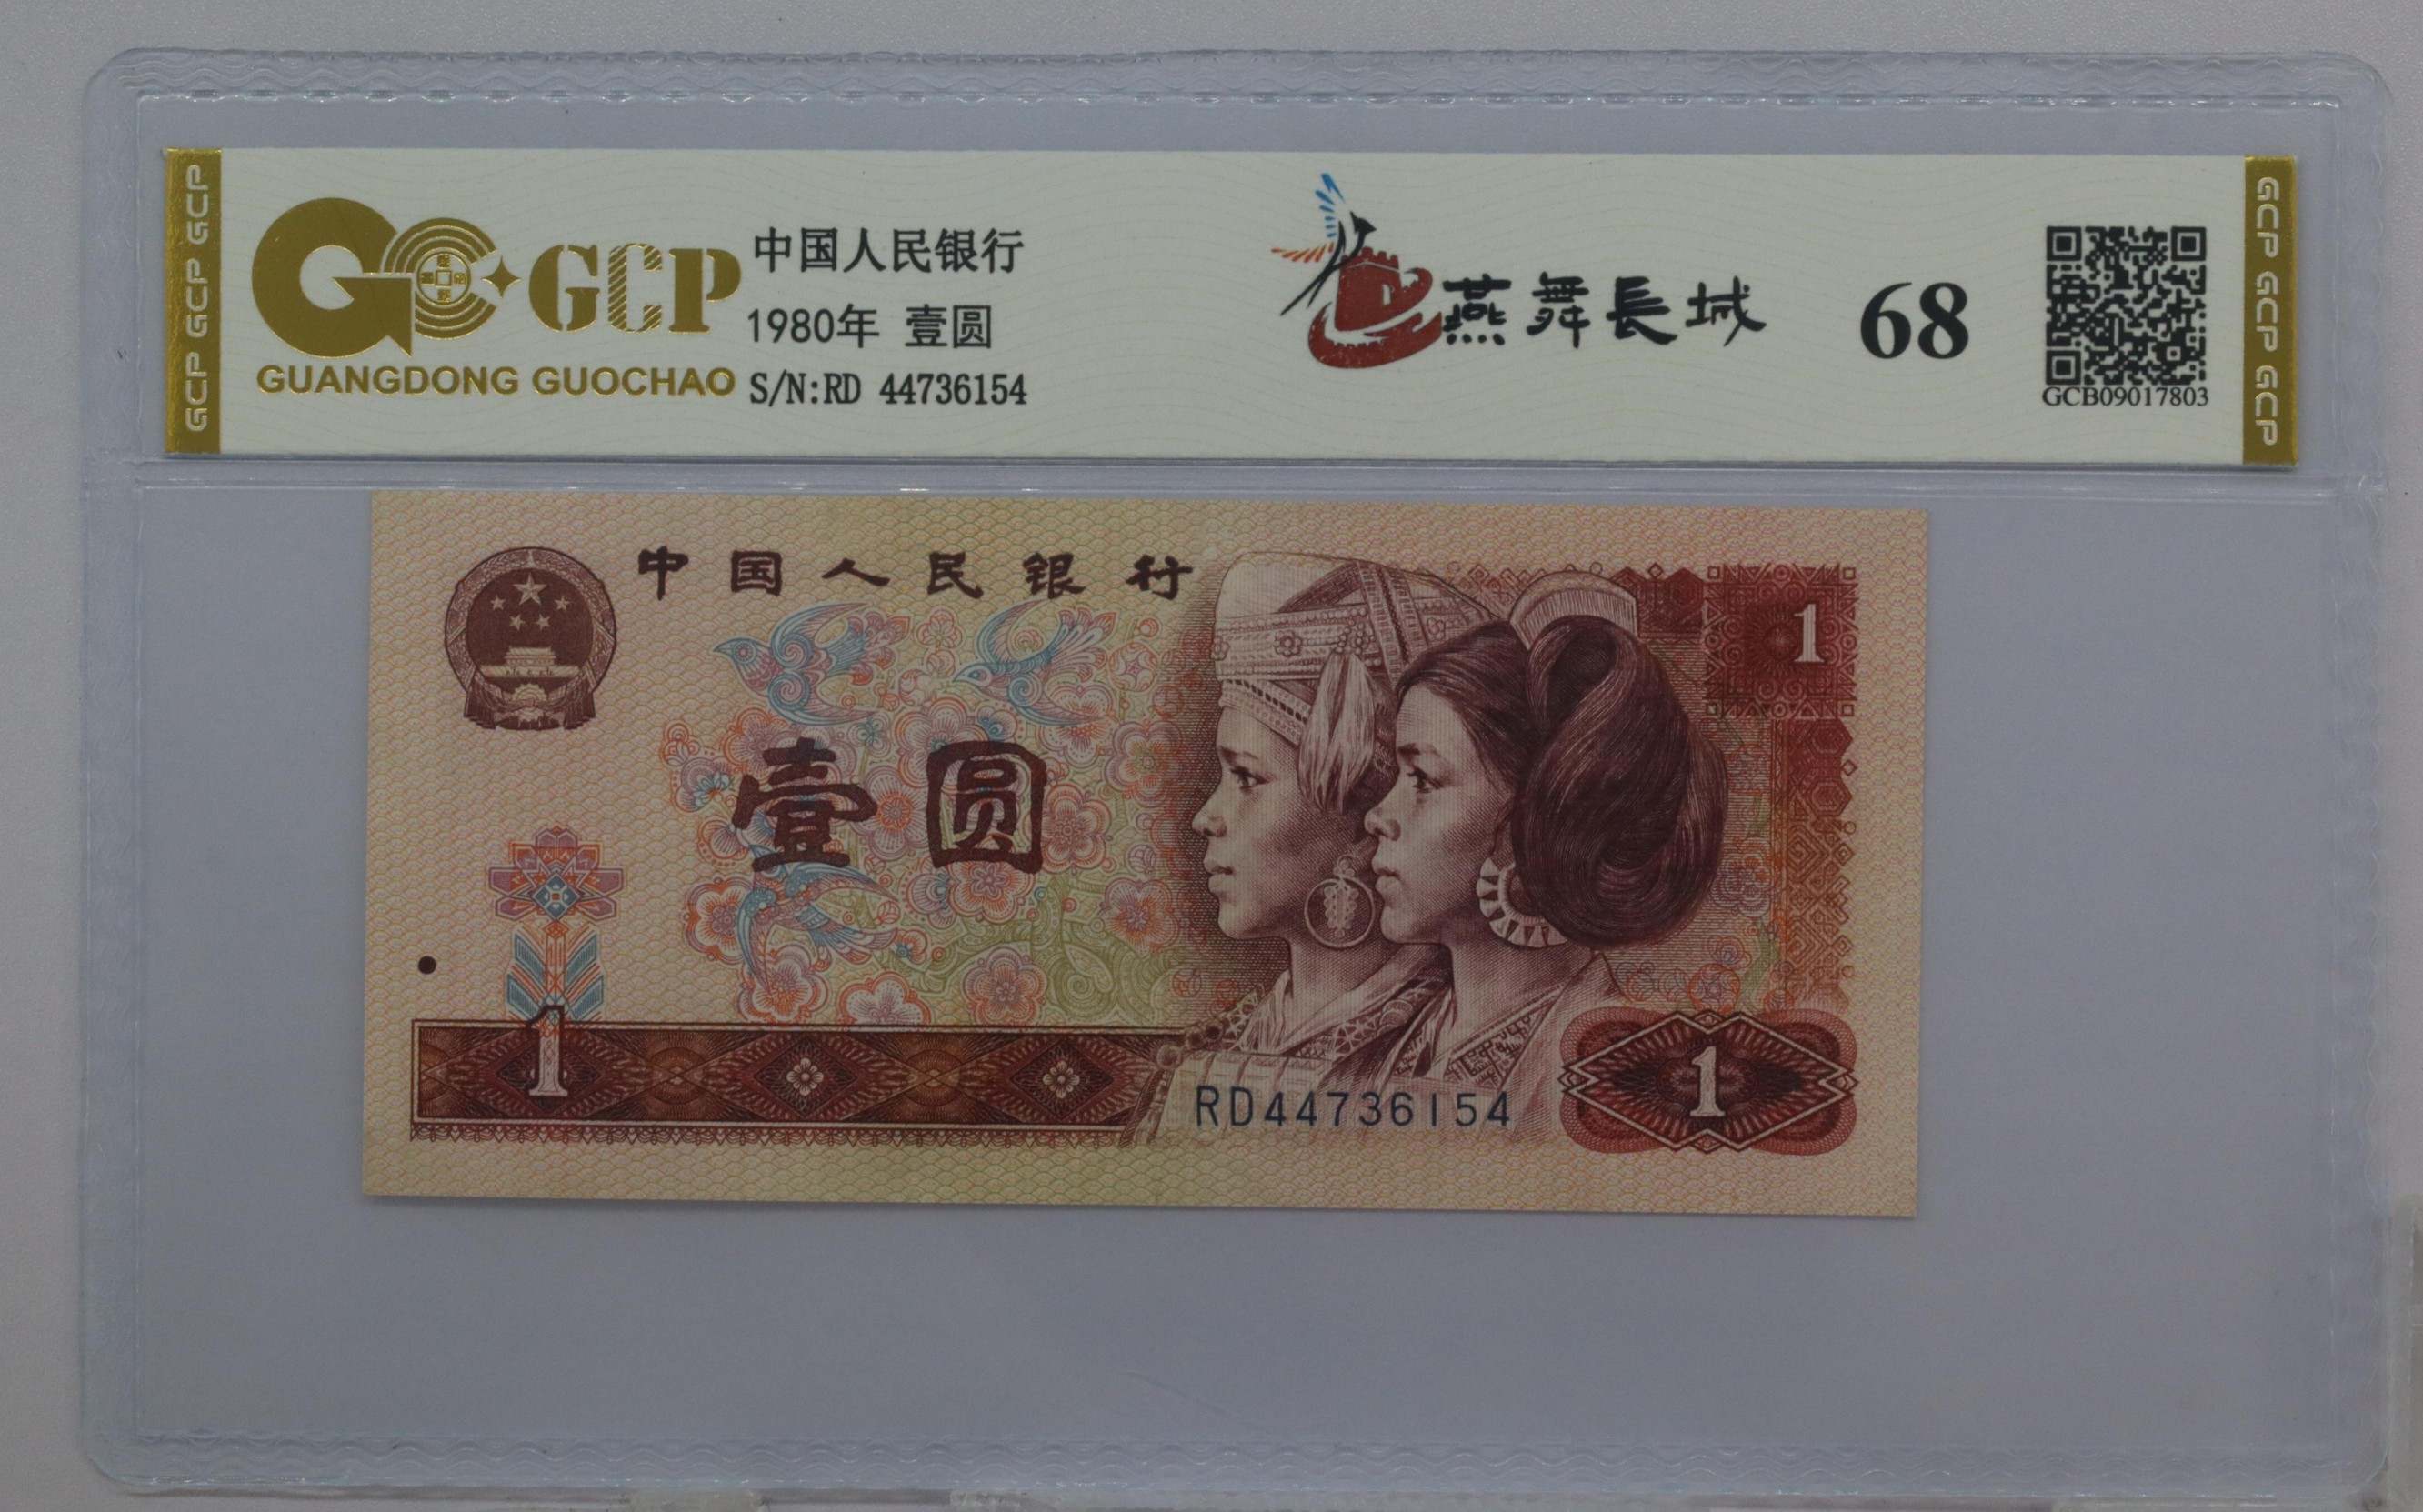 GCP GCP GCP
GCP
GUANGDONG GUOCHAO
中国人民银行
1980年 壹圆
S/N:RD 44736154
燕舞長城
68
GCB09017803
GCP GCP GCP
中国人民银行
1
壹圆
1
RD44736154
1